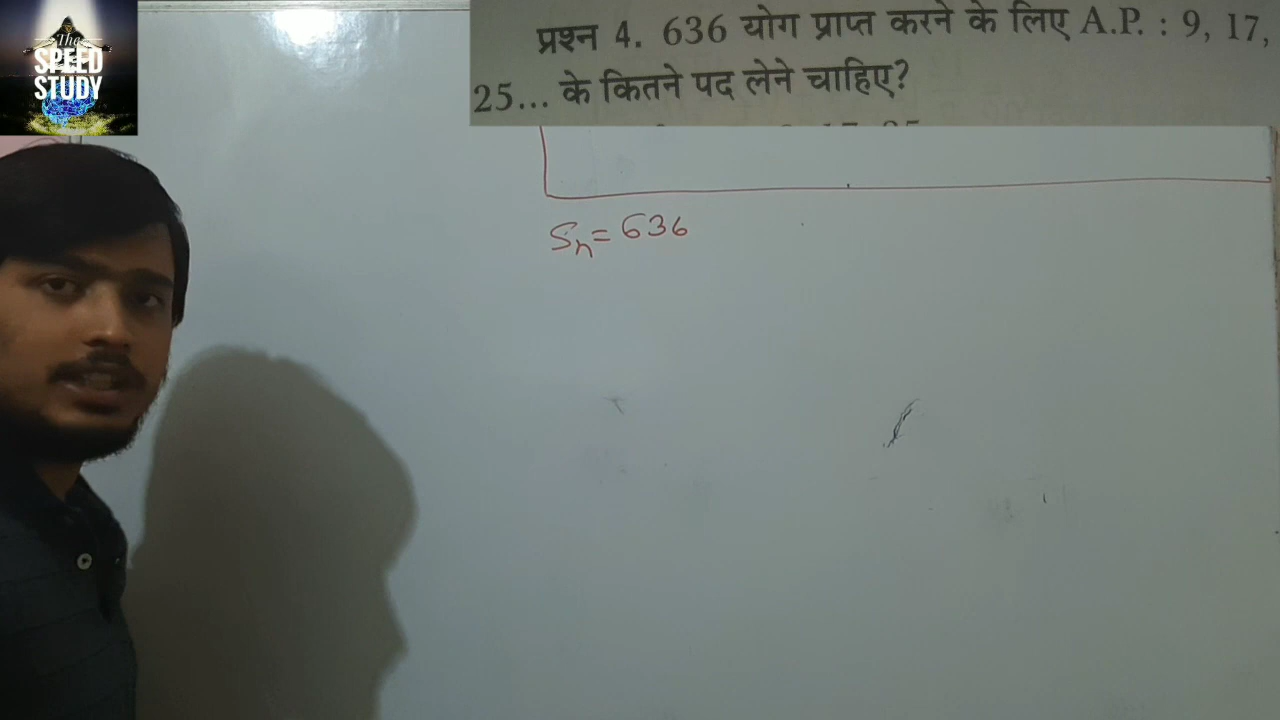 The
SPEED
STUDY
प्रश्न 4. 636 योग प्राप्त करने के लिए A.P. : 9, 17,
25... के कितने पद लेने चाहिए?
Sn = 636